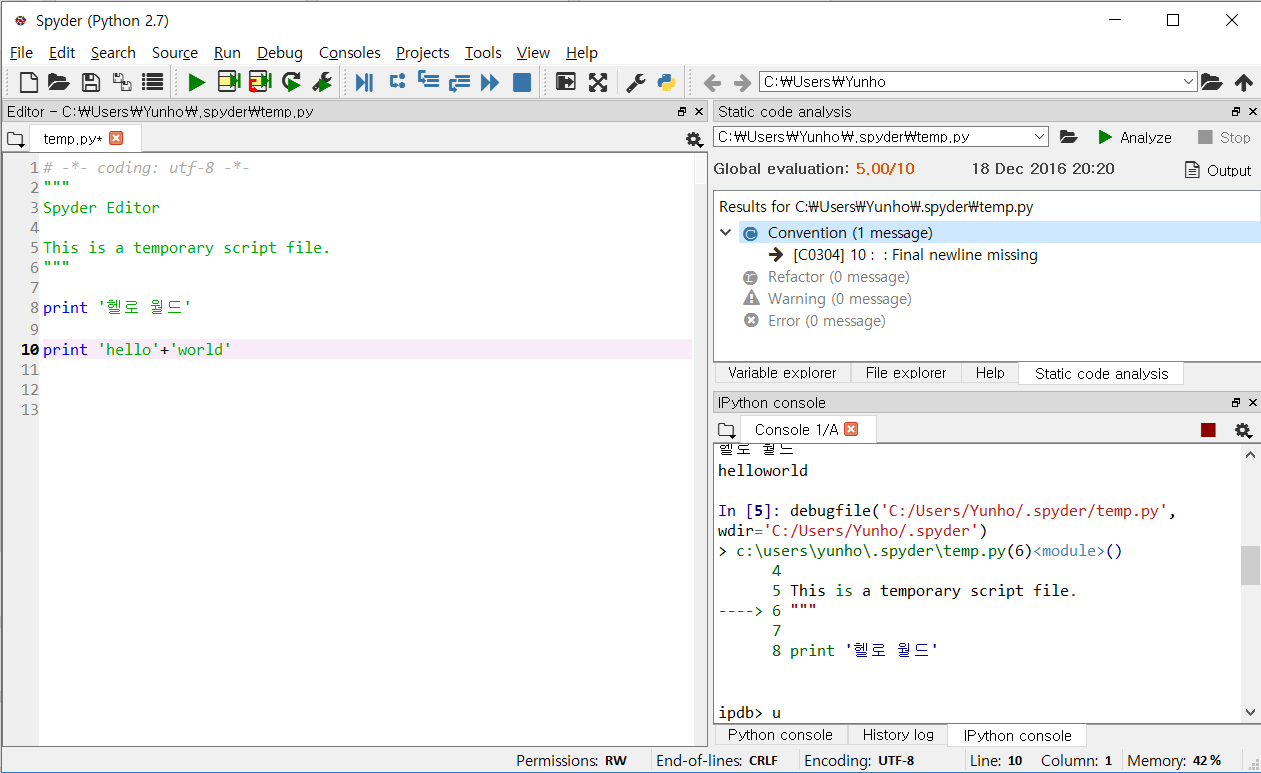 Spyder (Python 2.7)
File Edit Search Source Run Debug Consoles Projects Tools View Help
C:₩Users₩Yunho
Editor - C:₩Users₩Yunho₩.spyder₩temp.py
temp.py*
1 # -*- coding: utf-8 -*-
2 """
3 Spyder Editor
4
5 This is a temporary script file.
6 """
7
8 print '헬로 월드'
9
10 print 'hello'+'world'
11
12
13
Static code analysis
C:₩Users₩Yunho₩.spyder₩temp.py Analyze Stop
Global evaluation: 5.00/10 18 Dec 2016 20:20 Output
Results for C:₩Users₩Yunho₩.spyder₩temp.py
Convention (1 message)
[C0304] 10 : : Final newline missing
Refactor (0 message)
Warning (0 message)
Error (0 message)
Variable explorer File explorer Help Static code analysis
IPython console
Console 1/A
헬로 월드
helloworld
In [5]: debugfile('C:/Users/Yunho/.spyder/temp.py',
wdir='C:/Users/Yunho/.spyder')
> c:\users\yunho\.spyder\temp.py(6)<module>()
4
5 This is a temporary script file.
----> 6 """
7
8 print '헬로 월드'
ipdb> u
Python console History log IPython console
Permissions: RW End-of-lines: CRLF Encoding: UTF-8 Line: 10 Column: 1 Memory: 42 %